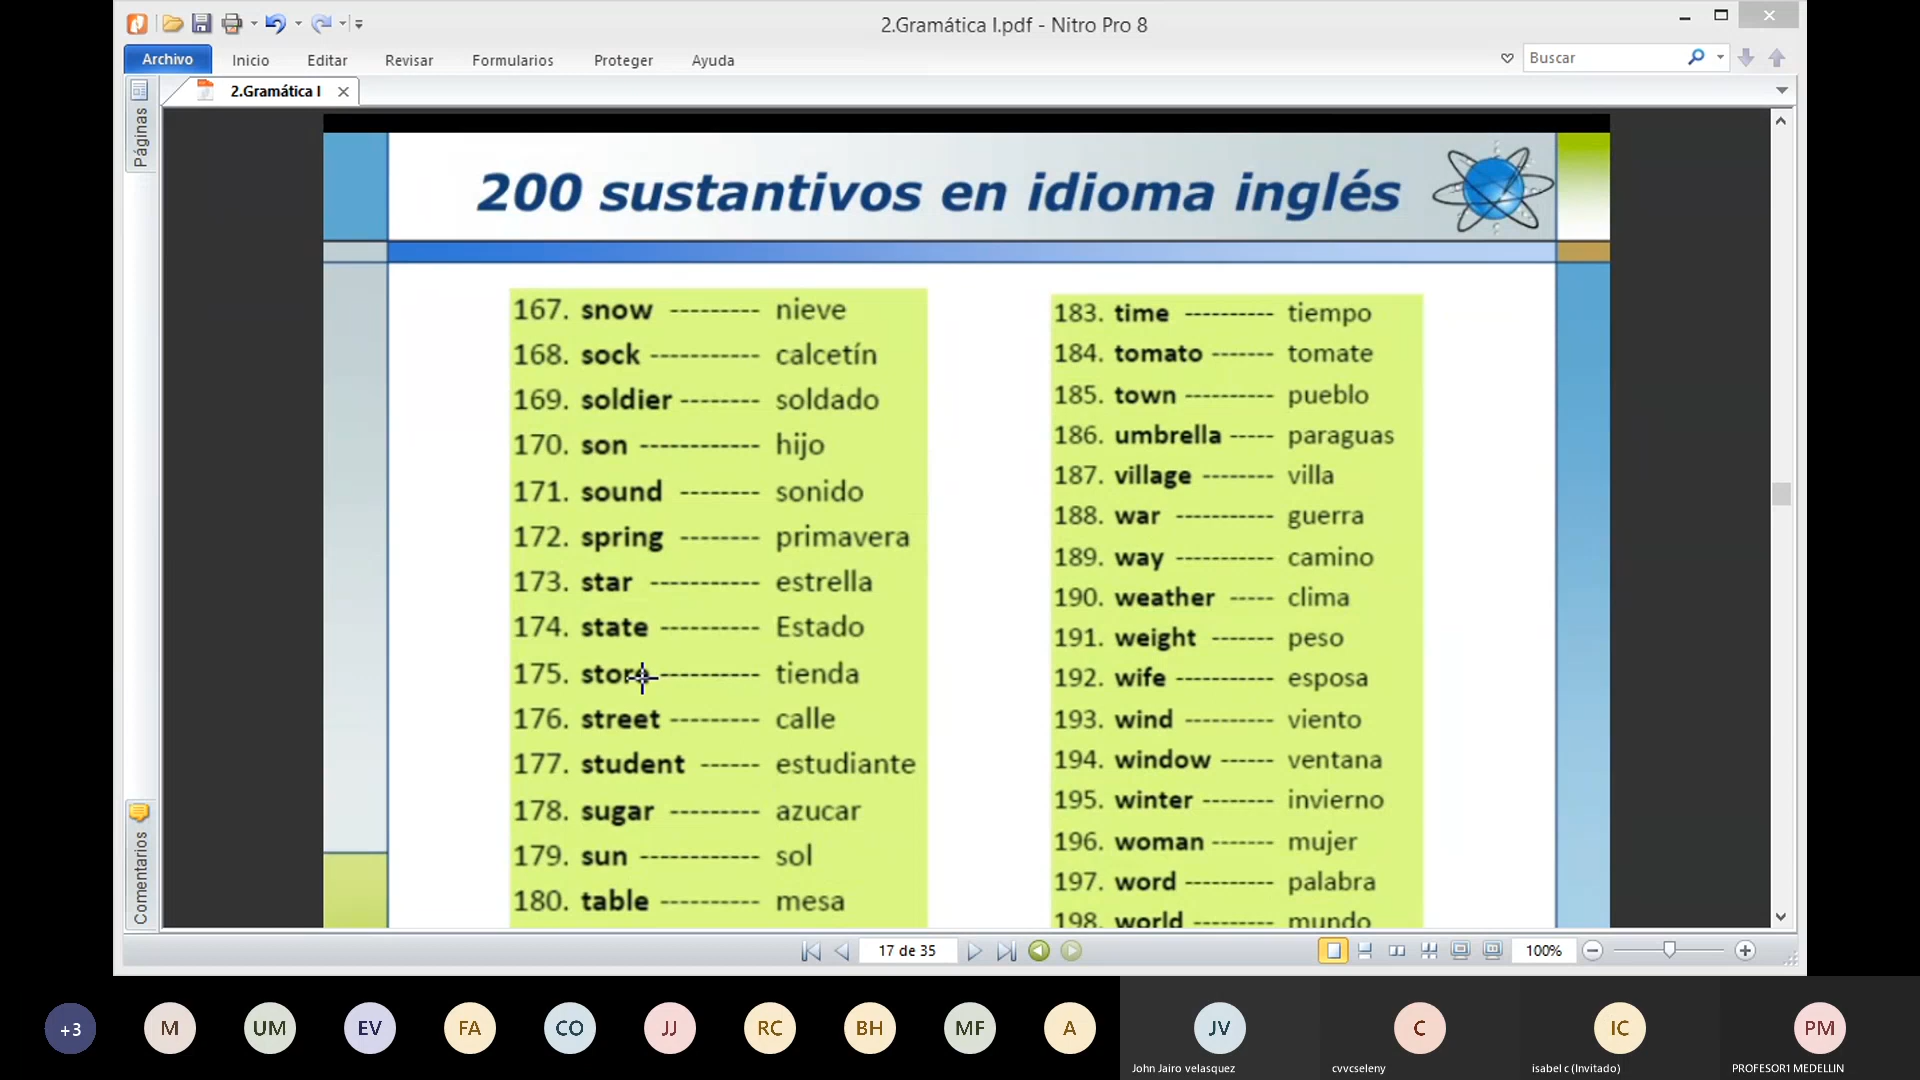 2.Gramática I.pdf - Nitro Pro 8
Archivo Inicio Editar Revisar Formularios Proteger Ayuda
Buscar
2.Gramática I
Páginas
200 sustantivos en idioma inglés
167. snow --------- nieve
168. sock ----------- calcetín
169. soldier -------- soldado
170. son ------------ hijo
171. sound -------- sonido
172. spring -------- primavera
173. star ----------- estrella
174. state ---------- Estado
175. store ---------- tienda
176. street --------- calle
177. student ------ estudiante
178. sugar --------- azucar
179. sun ------------ sol
180. table ---------- mesa
183. time ---------- tiempo
184. tomato ------- tomate
185. town ---------- pueblo
186. umbrella ----- paraguas
187. village -------- villa
188. war ----------- guerra
189. way ----------- camino
190. weather ----- clima
191. weight ------- peso
192. wife ----------- esposa
193. wind ---------- viento
194. window ------ ventana
195. winter -------- invierno
196. woman -------- mujer
197. word ---------- palabra
198. world --------- mundo
Comentarios
17 de 35
100%
+3 M UM EV FA CO JJ RC BH MF A JV C IC PM
John Jairo velasquez cvvcseleny isabel c (Invitado) PROFESOR1 MEDELLIN